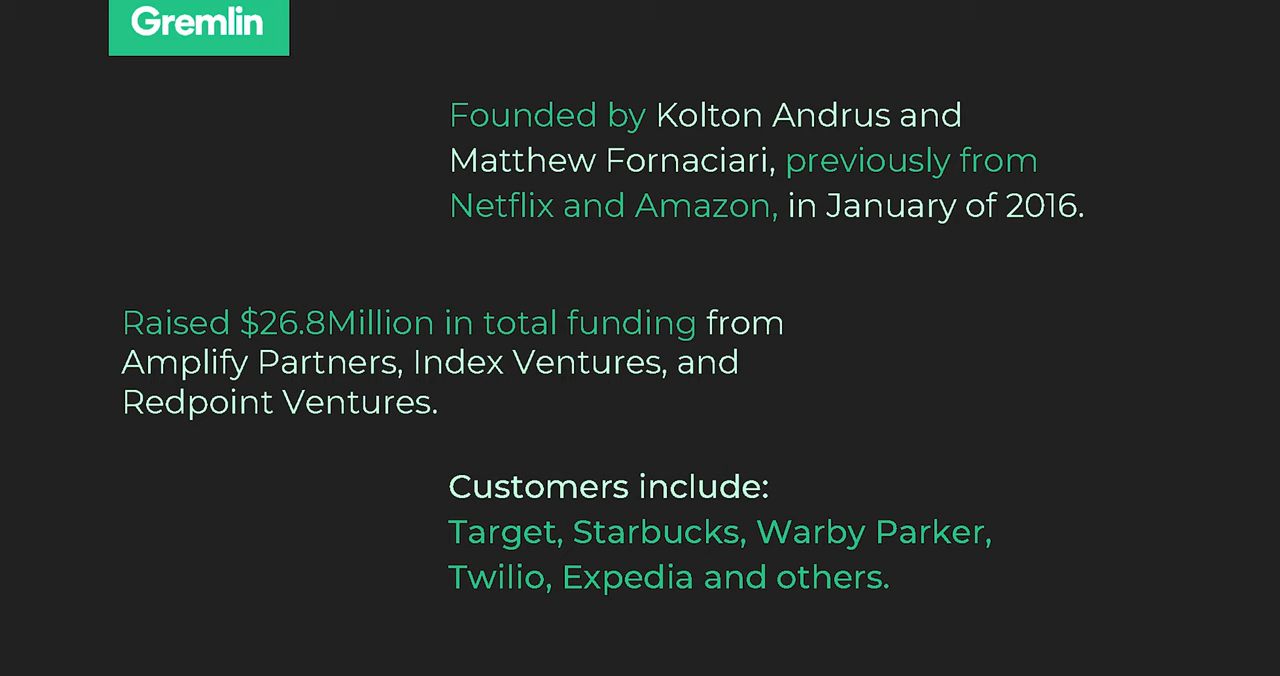 Gremlin
Founded by Kolton Andrus and
Matthew Fornaciari, previously from
Netflix and Amazon, in January of 2016.
Raised $26.8Million in total funding from
Amplify Partners, Index Ventures, and
Redpoint Ventures.
Customers include:
Target, Starbucks, Warby Parker,
Twilio, Expedia and others.